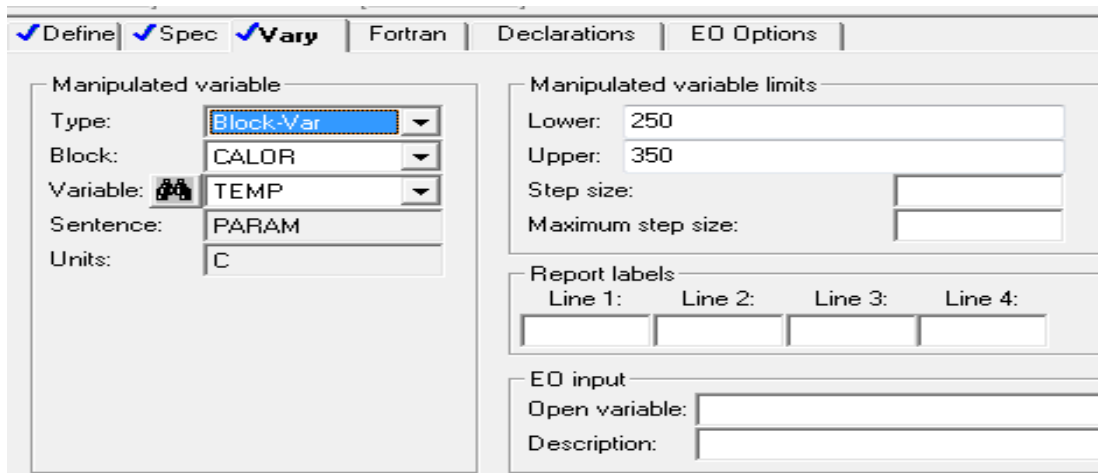 Define Spec Vary Fortran Declarations EO Options
Manipulated variable
Type: Block-Var
Block: CALOR
Variable: TEMP
Sentence: PARAM
Units: C
Manipulated variable limits
Lower: 250
Upper: 350
Step size:
Maximum step size:
Report labels
Line 1: Line 2: Line 3: Line 4:
EO input
Open variable:
Description: